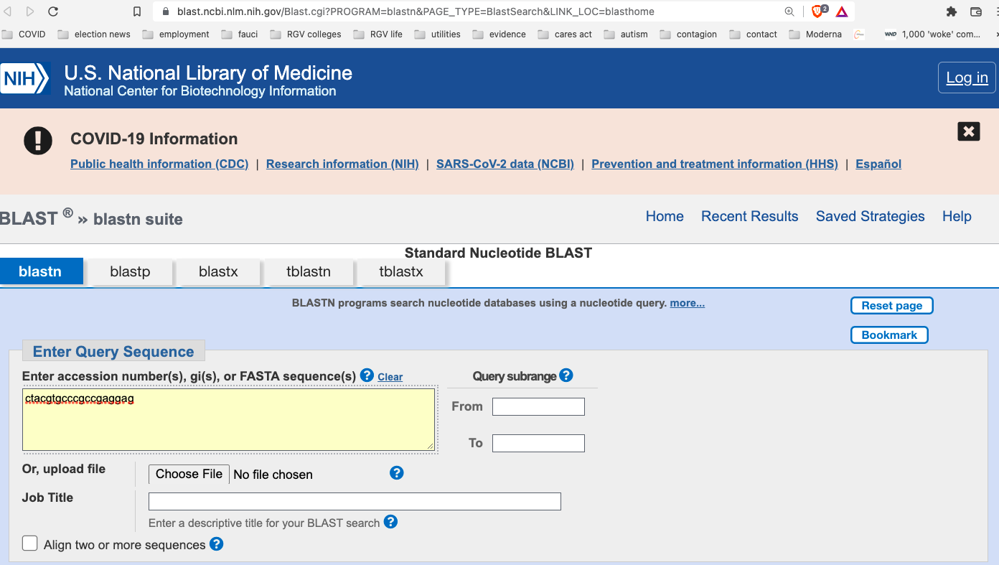 blast.ncbi.nlm.nih.gov/Blast.cgi?PROGRAM=blastn&PAGE_TYPE=BlastSearch&LINK_LOC=blasthome 2
COVID election news employment fauci RGV colleges RGV life utilities evidence cares act autism contagion contact Moderna WND 1,000 'woke' com...
NIH U.S. National Library of Medicine
National Center for Biotechnology Information
Log in
COVID-19 Information
Public health information (CDC) | Research information (NIH) | SARS-CoV-2 data (NCBI) | Prevention and treatment information (HHS) | Español
BLAST ® » blastn suite
Home Recent Results Saved Strategies Help
Standard Nucleotide BLAST
blastn blastp blastx tblastn tblastx
BLASTN programs search nucleotide databases using a nucleotide query. more...
Reset page
Bookmark
Enter Query Sequence
Enter accession number(s), gi(s), or FASTA sequence(s) ? Clear
Query subrange ?
ctacgtgcccgccgaggag
From
To
Or, upload file
Choose File No file chosen ?
Job Title
Enter a descriptive title for your BLAST search ?
Align two or more sequences ?